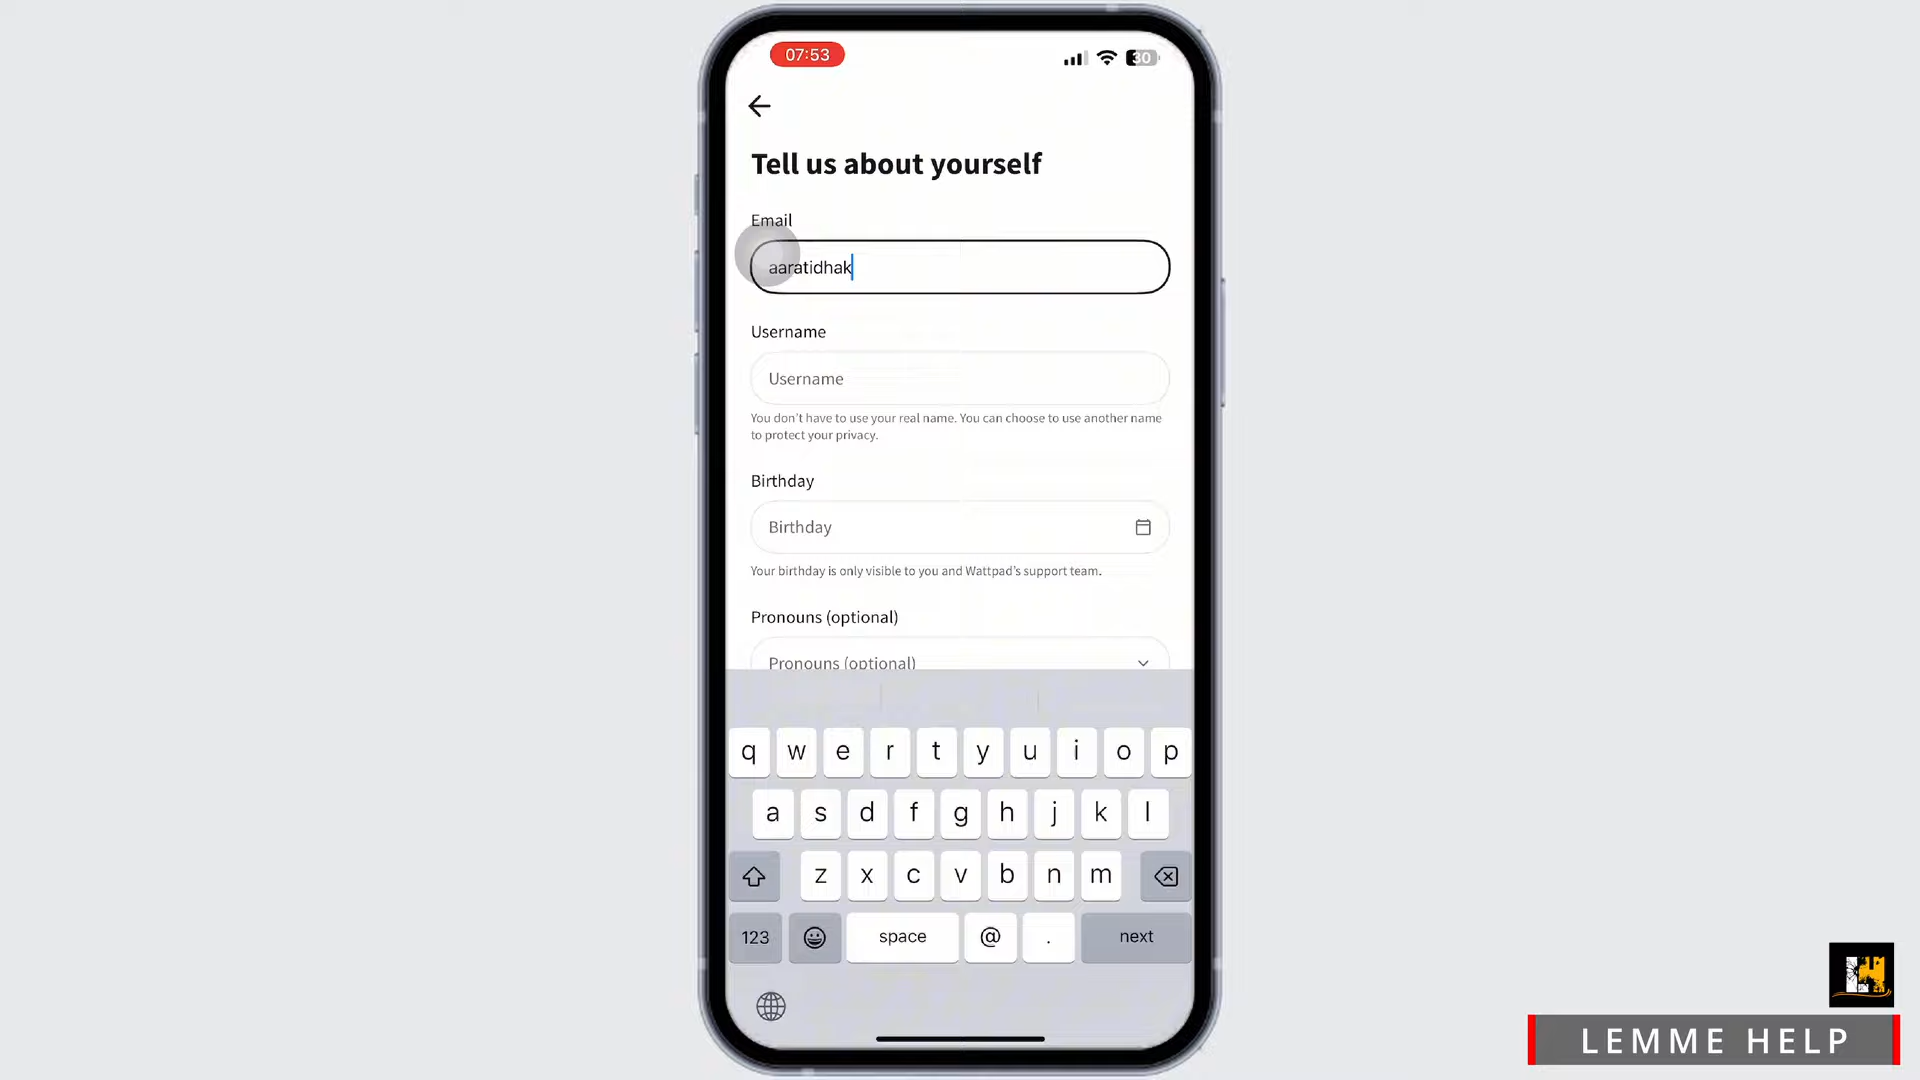 07:53
30
Tell us about yourself
Email
aaratidhak
Username
Username
You don't have to use your real name. You can choose to use another name
to protect your privacy.
Birthday
Birthday
Your birthday is only visible to you and Wattpad's support team.
Pronouns (optional)
Pronouns (optional)
q w e r t y u i o p
a s d f g h j k l
z x c v b n m
123 space @ . next
LEMME HELP